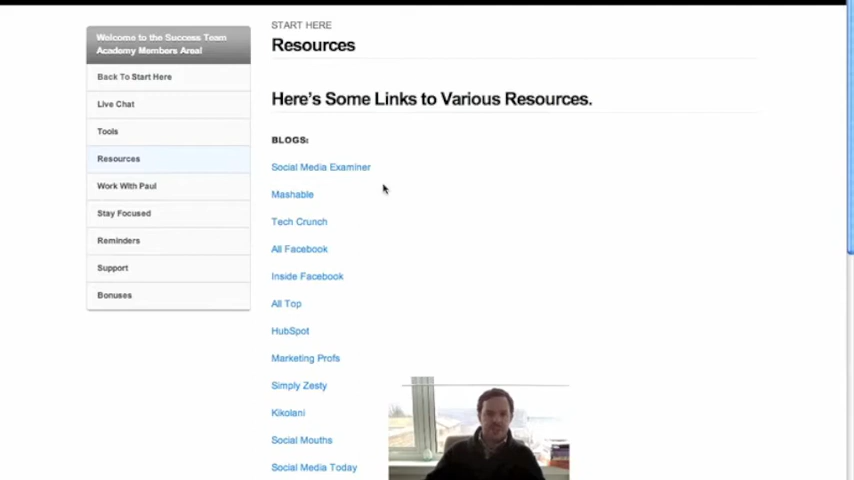 Welcome to the Success Team
Academy Members Area!
Back To Start Here
Live Chat
Tools
Resources
Work With Paul
Stay Focused
Reminders
Support
Bonuses
START HERE
Resources
Here's Some Links to Various Resources.
BLOGS:
Social Media Examiner
Mashable
Tech Crunch
All Facebook
Inside Facebook
All Top
HubSpot
Marketing Profs
Simply Zesty
Kikolani
Social Mouths
Social Media Today